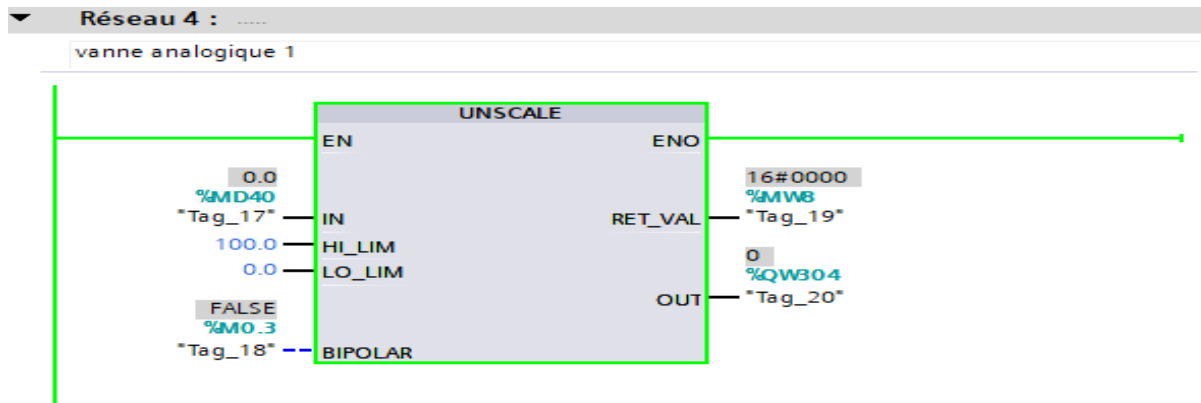 Réseau 4 : .....
vanne analogique 1
UNSCALE
EN ENO
0.0
%MD40
"Tag_17" IN
100.0 HI_LIM
0.0 LO_LIM
FALSE
%M0.3
"Tag_18" BIPOLAR
16#0000
%MW8
RET_VAL "Tag_19"
0
%QW304
OUT "Tag_20"